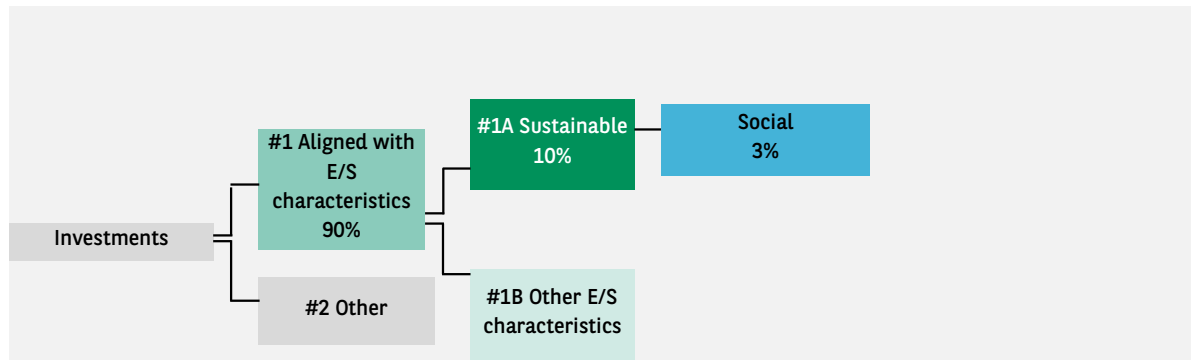 Investments
#1 Aligned with
E/S
characteristics
90%
#2 Other
#1A Sustainable
10%
#1B Other E/S
characteristics
Social
3%